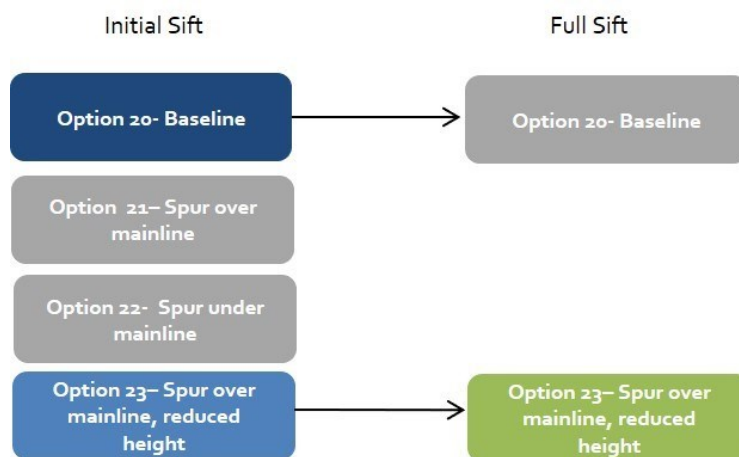 Initial Sift
Full Sift
Option 20- Baseline
Option 20- Baseline
Option 21– Spur over
mainline
Option 22- Spur under
mainline
Option 23– Spur over
mainline, reduced
height
Option 23– Spur over
mainline, reduced
height